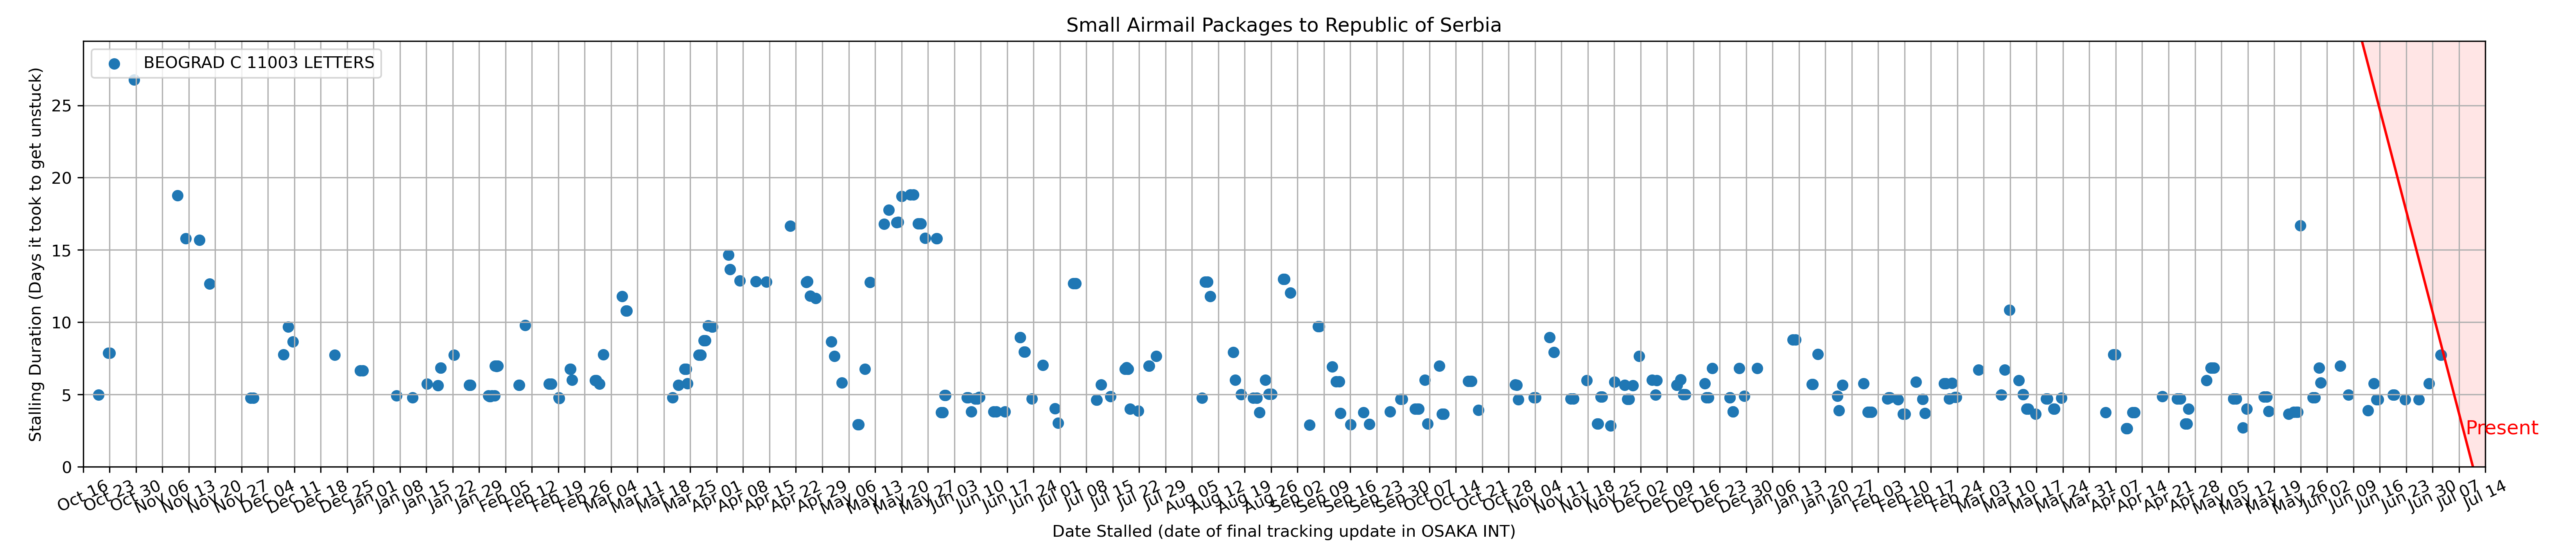 Small Airmail Packages to Republic of Serbia
BEOGRAD C 11003 LETTERS
Stalling Duration (Days it took to get unstuck)
25
20
15
10
5
0
Present
Oct 16
Oct 23
Oct 30
Nov 06
Nov 13
Nov 20
Nov 27
Dec 04
Dec 11
Dec 18
Dec 25
Jan 01
Jan 08
Jan 15
Jan 22
Jan 29
Feb 05
Feb 12
Feb 19
Feb 26
Mar 04
Mar 11
Mar 18
Mar 25
Apr 01
Apr 08
Apr 15
Apr 22
Apr 29
May 06
May 13
May 20
May 27
Jun 03
Jun 10
Jun 17
Jun 24
Jul 01
Jul 08
Jul 15
Jul 22
Jul 29
Aug 05
Aug 12
Aug 19
Aug 26
Sep 02
Sep 09
Sep 16
Sep 23
Sep 30
Oct 07
Oct 14
Oct 21
Oct 28
Nov 04
Nov 11
Nov 18
Nov 25
Dec 02
Dec 09
Dec 16
Dec 23
Dec 30
Jan 06
Jan 13
Jan 20
Jan 27
Feb 03
Feb 10
Feb 17
Feb 24
Mar 03
Mar 10
Mar 17
Mar 24
Mar 31
Apr 07
Apr 14
Apr 21
Apr 28
May 05
May 12
May 19
May 26
Jun 02
Jun 09
Jun 16
Jun 23
Jun 30
Jul 07
Jul 14
Date Stalled (date of final tracking update in OSAKA INT)